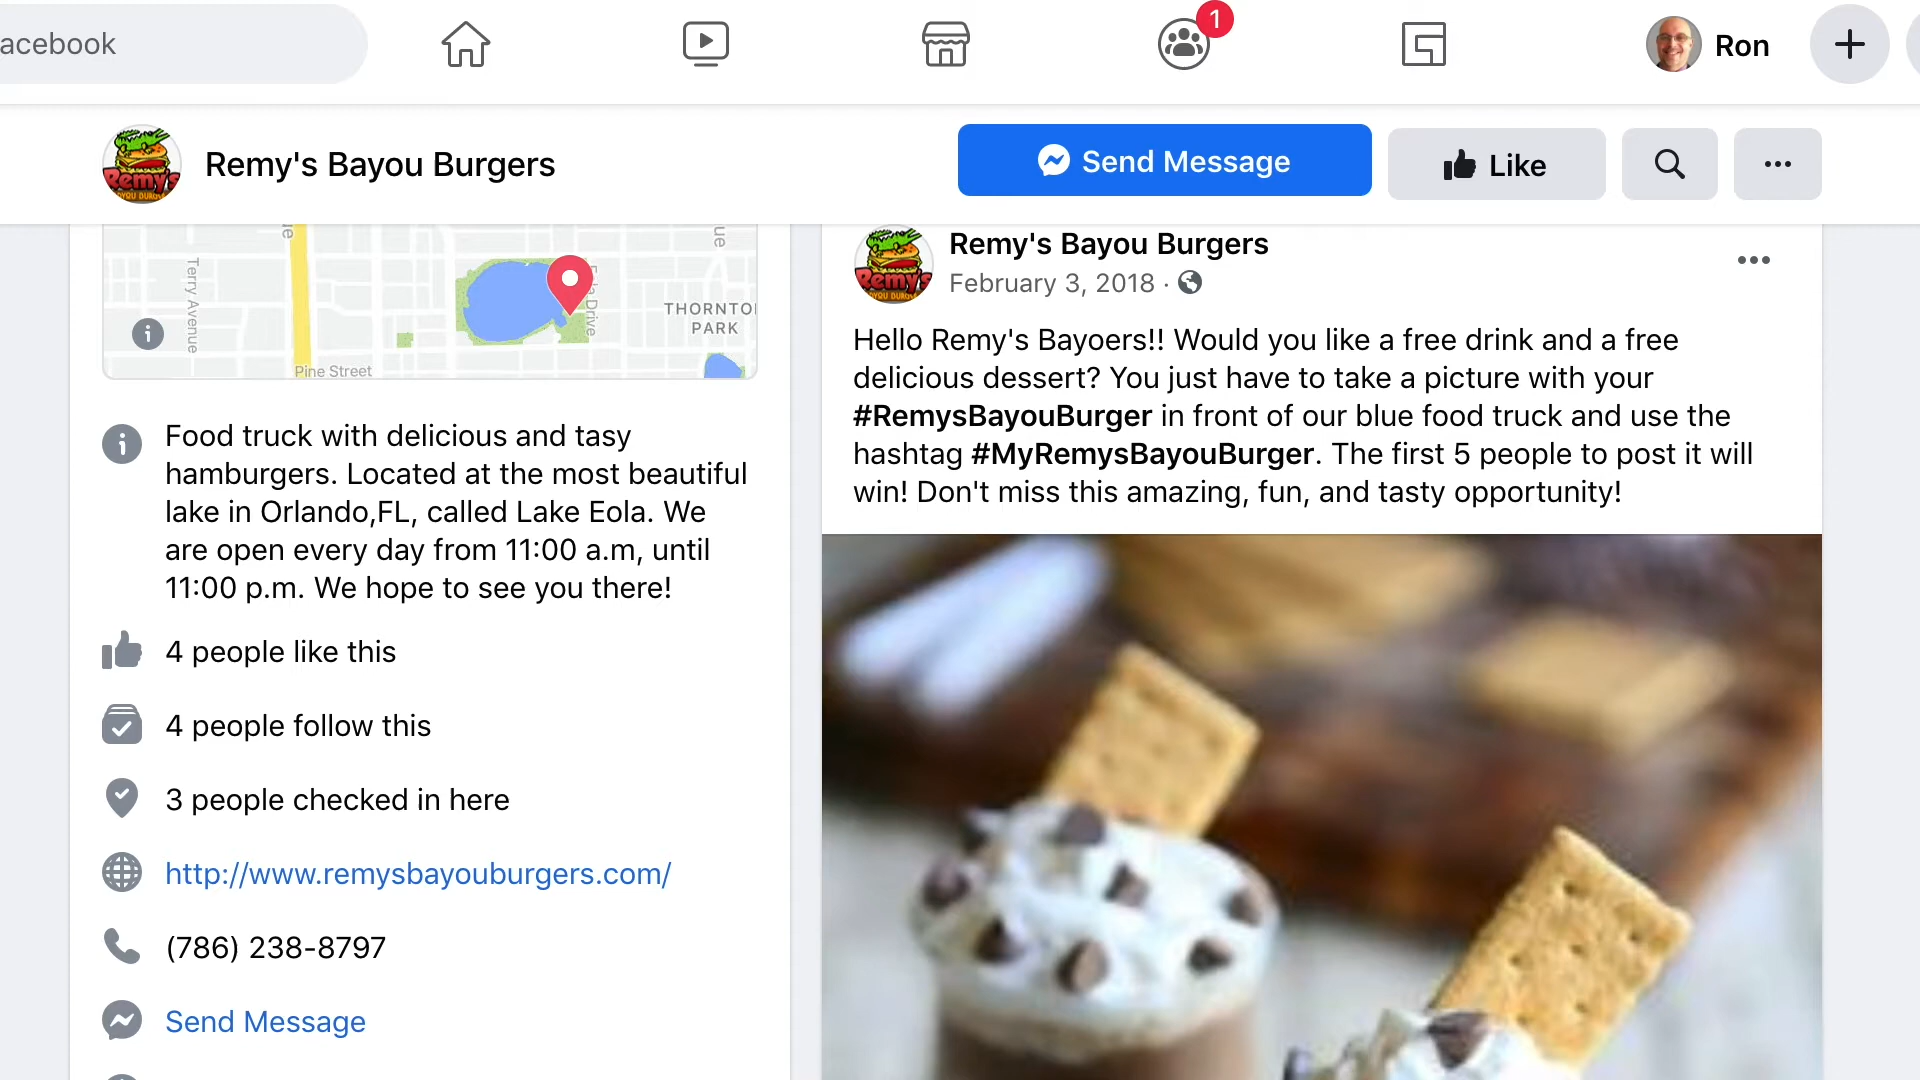 acebook
1
Ron
Remy's Bayou Burgers
Send Message
Like
Terry Avenue
Pine Street
THORNTO
PARK
ue
Food truck with delicious and tasy
hamburgers. Located at the most beautiful
lake in Orlando,FL, called Lake Eola. We
are open every day from 11:00 a.m, until
11:00 p.m. We hope to see you there!
4 people like this
4 people follow this
3 people checked in here
http://www.remysbayouburgers.com/
(786) 238-8797
Send Message
Remy's
Remy's Bayou Burgers
February 3, 2018 ·
Hello Remy's Bayoers!! Would you like a free drink and a free
delicious dessert? You just have to take a picture with your
#RemysBayouBurger in front of our blue food truck and use the
hashtag #MyRemysBayouBurger. The first 5 people to post it will
win! Don't miss this amazing, fun, and tasty opportunity!